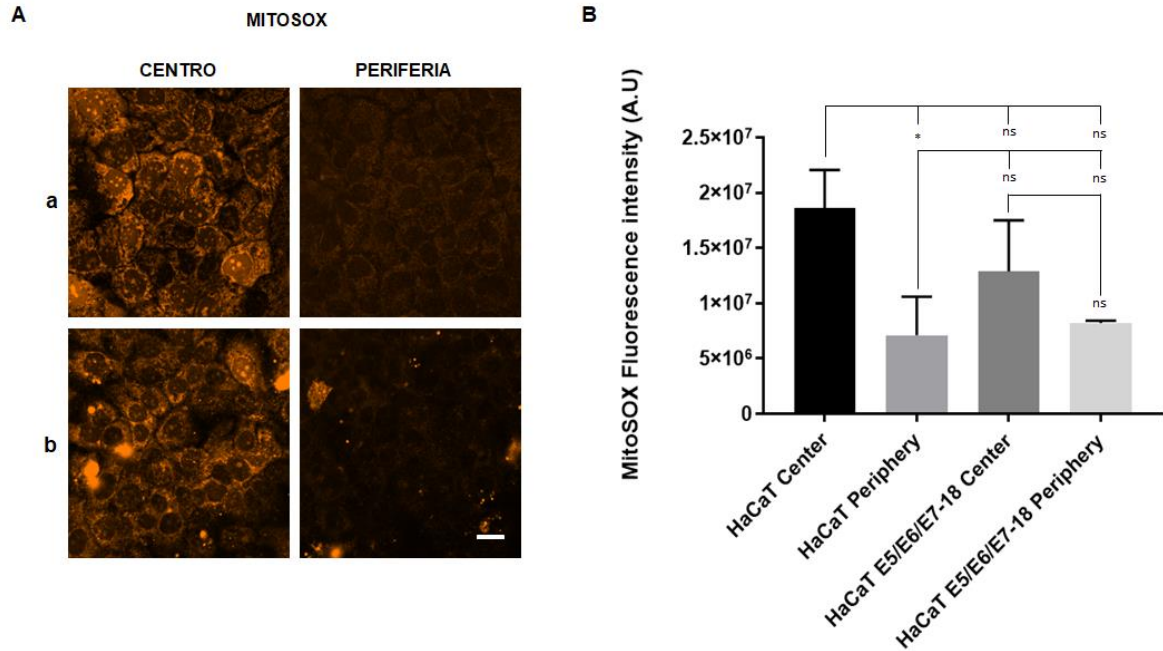 A
MITOSOX
CENTRO PERIFERIA
a
b
B
MitoSOX Fluorescence intensity (A.U)
2.5×10⁷
2×10⁷
1.5×10⁷
1×10⁷
5×10⁶
0
* ns ns
ns ns
ns
HaCaT Center
HaCaT Periphery
HaCaT E5/E6/E7-18 Center
HaCaT E5/E6/E7-18 Periphery